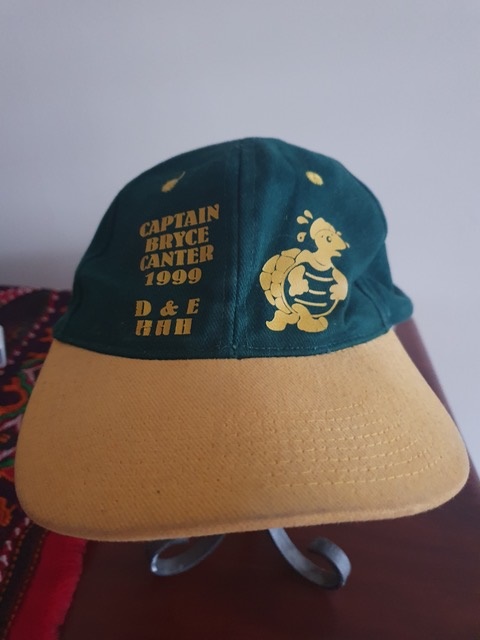 CAPTAIN
BRYCE
CANTER
1999
D & E
HHH